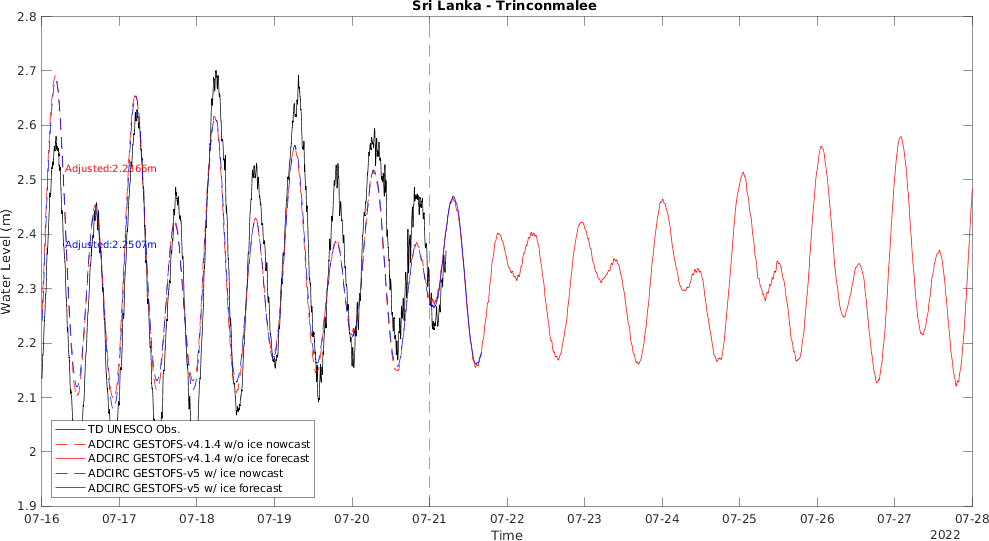 Sri Lanka - Trinconmalee
Water Level (m)
2.8
2.7
2.6
2.5
2.4
2.3
2.2
2.1
2
1.9
Adjusted:2.2366m
Adjusted:2.2507m
TD UNESCO Obs.
ADCIRC GESTOFS-v4.1.4 w/o ice nowcast
ADCIRC GESTOFS-v4.1.4 w/o ice forecast
ADCIRC GESTOFS-v5 w/ ice nowcast
ADCIRC GESTOFS-v5 w/ ice forecast
07-16 07-17 07-18 07-19 07-20 07-21 07-22 07-23 07-24 07-25 07-26 07-27 07-28
Time
2022